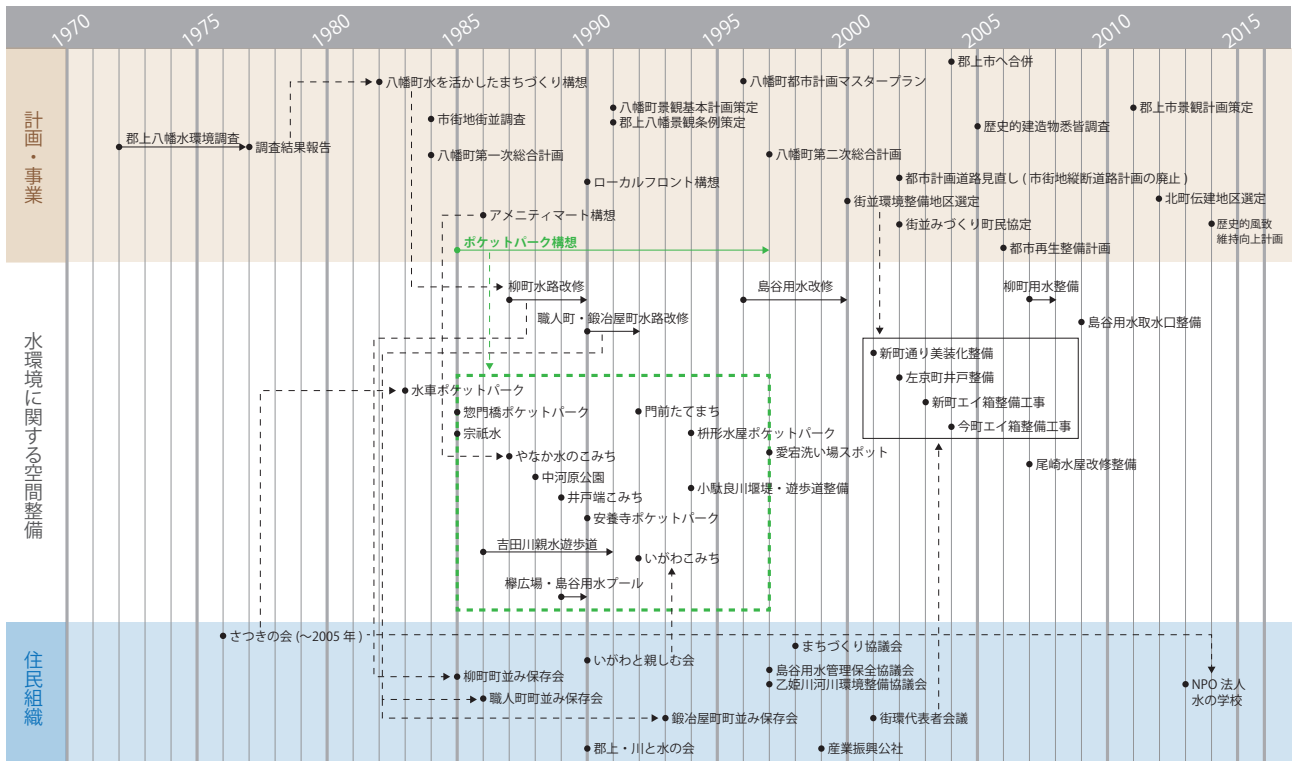 1970
1975
1980
1985
1990
1995
2000
2005
2010
2015
計画・事業
郡上八幡水環境調査
調査結果報告
八幡町水を活かしたまちづくり構想
市街地街並調査
八幡町第一次総合計画
アメニティマート構想
ポケットパーク構想
八幡町景観基本計画策定
郡上八幡景観条例策定
ローカルフロント構想
八幡町都市計画マスタープラン
八幡町第二次総合計画
郡上市へ合併
歴史的建造物悉皆調査
都市計画道路見直し ( 市街地縦断道路計画の廃止 )
街並環境整備地区選定
街並みづくり町民協定
都市再生整備計画
郡上市景観計画策定
北町伝建地区選定
歴史的風致
維持向上計画
水環境に関する空間整備
柳町水路改修
職人町・鍛冶屋町水路改修
島谷用水改修
柳町用水整備
島谷用水取水口整備
新町通り美装化整備
左京町井戸整備
新町エイ箱整備工事
今町エイ箱整備工事
尾崎水屋改修整備
水車ポケットパーク
惣門橋ポケットパーク
宗祇水
やなか水のこみち
中河原公園
井戸端こみち
安養寺ポケットパーク
吉田川親水遊歩道
いがわこみち
欅広場・島谷用水プール
門前たてまち
枡形水屋ポケットパーク
愛宕洗い場スポット
小駄良川堰堤・遊歩道整備
住民組織
さつきの会 (〜2005 年 )
いがわと親しむ会
柳町町並み保存会
職人町町並み保存会
鍛冶屋町町並み保存会
郡上・川と水の会
まちづくり協議会
島谷用水管理保全協議会
乙姫川河川環境整備協議会
街環代表者会議
産業振興公社
NPO 法人
水の学校